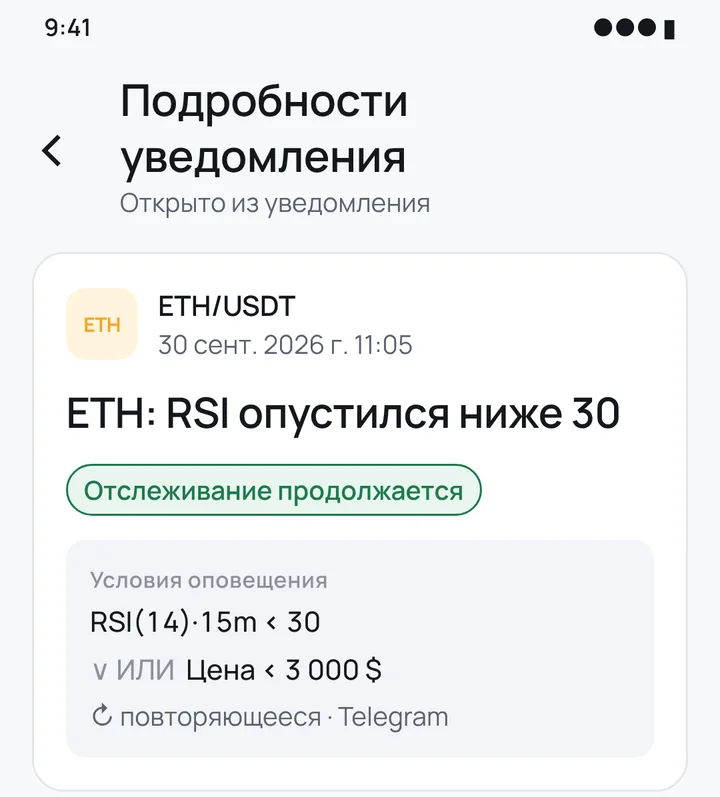 9:41
Подробности
уведомления
Открыто из уведомления
ETH
ETH/USDT
30 сент. 2026 г. 11:05
ETH: RSI опустился ниже 30
Отслеживание продолжается
Условия оповещения
RSI(14)·15m < 30
∨ ИЛИ Цена < 3 000 $
↻ повторяющееся · Telegram